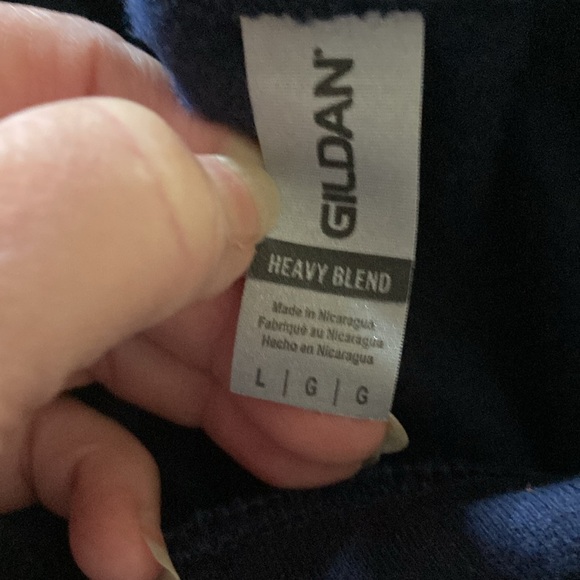 GILDAN
HEAVY BLEND
Made in Nicaragua
Fabriqué au Nicaragua
Hecho en Nicaragua
L | G | G